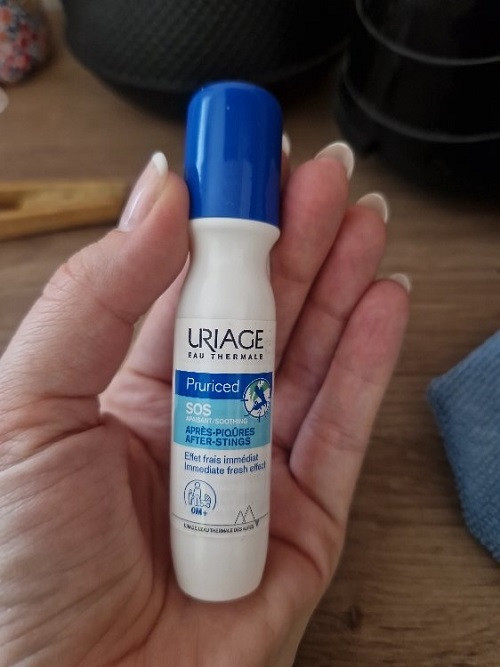 URIAGE
EAU THERMALE
Pruriced
SOS
APAISANT/SOOTHING
APRÈS-PIQÛRES
AFTER-STINGS
Effet frais immédiat
Immediate fresh effect
0M+